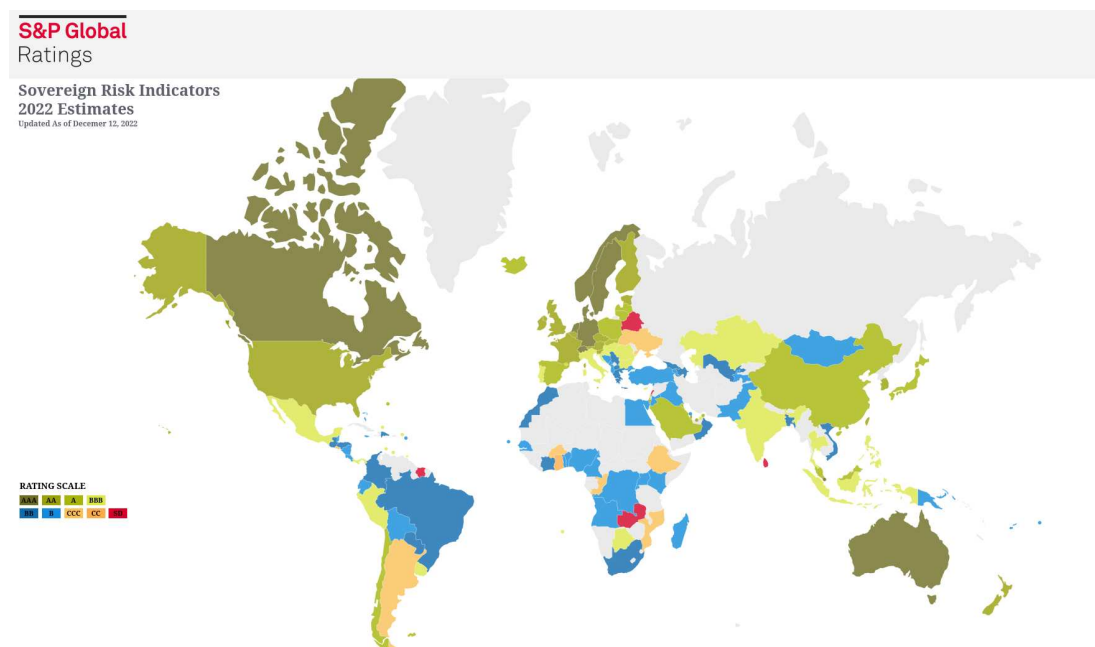 S&P Global
Ratings
Sovereign Risk Indicators
2022 Estimates
Updated As of Decemer 12, 2022
RATING SCALE
AAA AA A BBB
BB B CCC CC SD